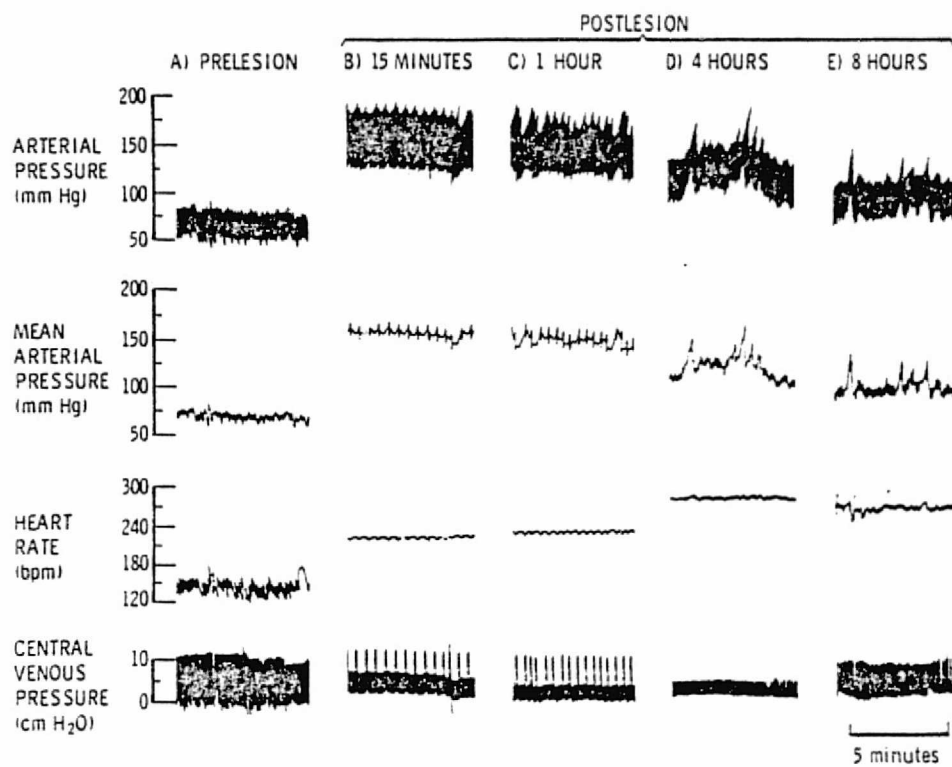 POSTLESION
A) PRELESION B) 15 MINUTES C) 1 HOUR D) 4 HOURS E) 8 HOURS
ARTERIAL PRESSURE (mm Hg)
200
150
100
50
MEAN ARTERIAL PRESSURE (mm Hg)
200
150
100
50
HEART RATE (bpm)
300
240
180
120
CENTRAL VENOUS PRESSURE (cm H₂O)
10
0
5 minutes